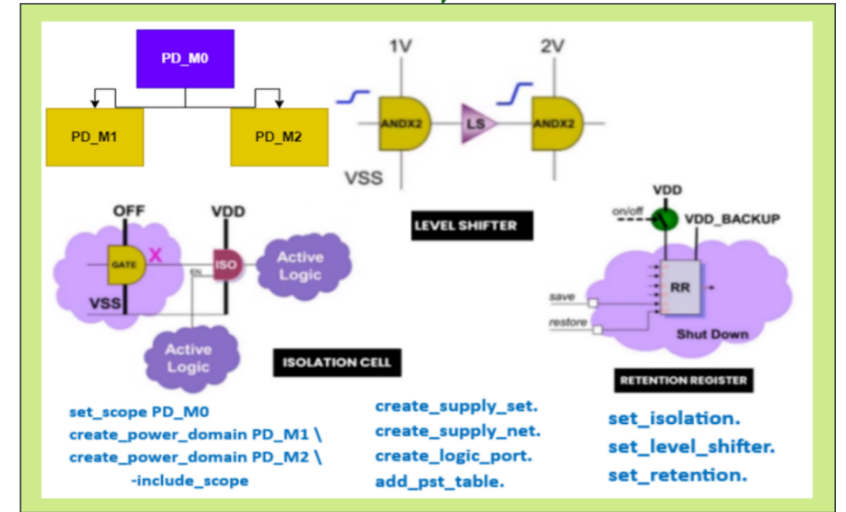 PD_M0
PD_M1
PD_M2
1V
2V
ANDX2
LS
ANDX2
VSS
LEVEL SHIFTER
OFF
VDD
GATE
X
EN
ISO
Active
Logic
VSS
Active
Logic
ISOLATION CELL
VDD
on/off
VDD_BACKUP
RR
save
restore
Shut Down
RETENTION REGISTER
set_scope PD_M0
create_power_domain PD_M1 \
create_power_domain PD_M2 \
-include_scope
create_supply_set.
create_supply_net.
create_logic_port.
add_pst_table.
set_isolation.
set_level_shifter.
set_retention.